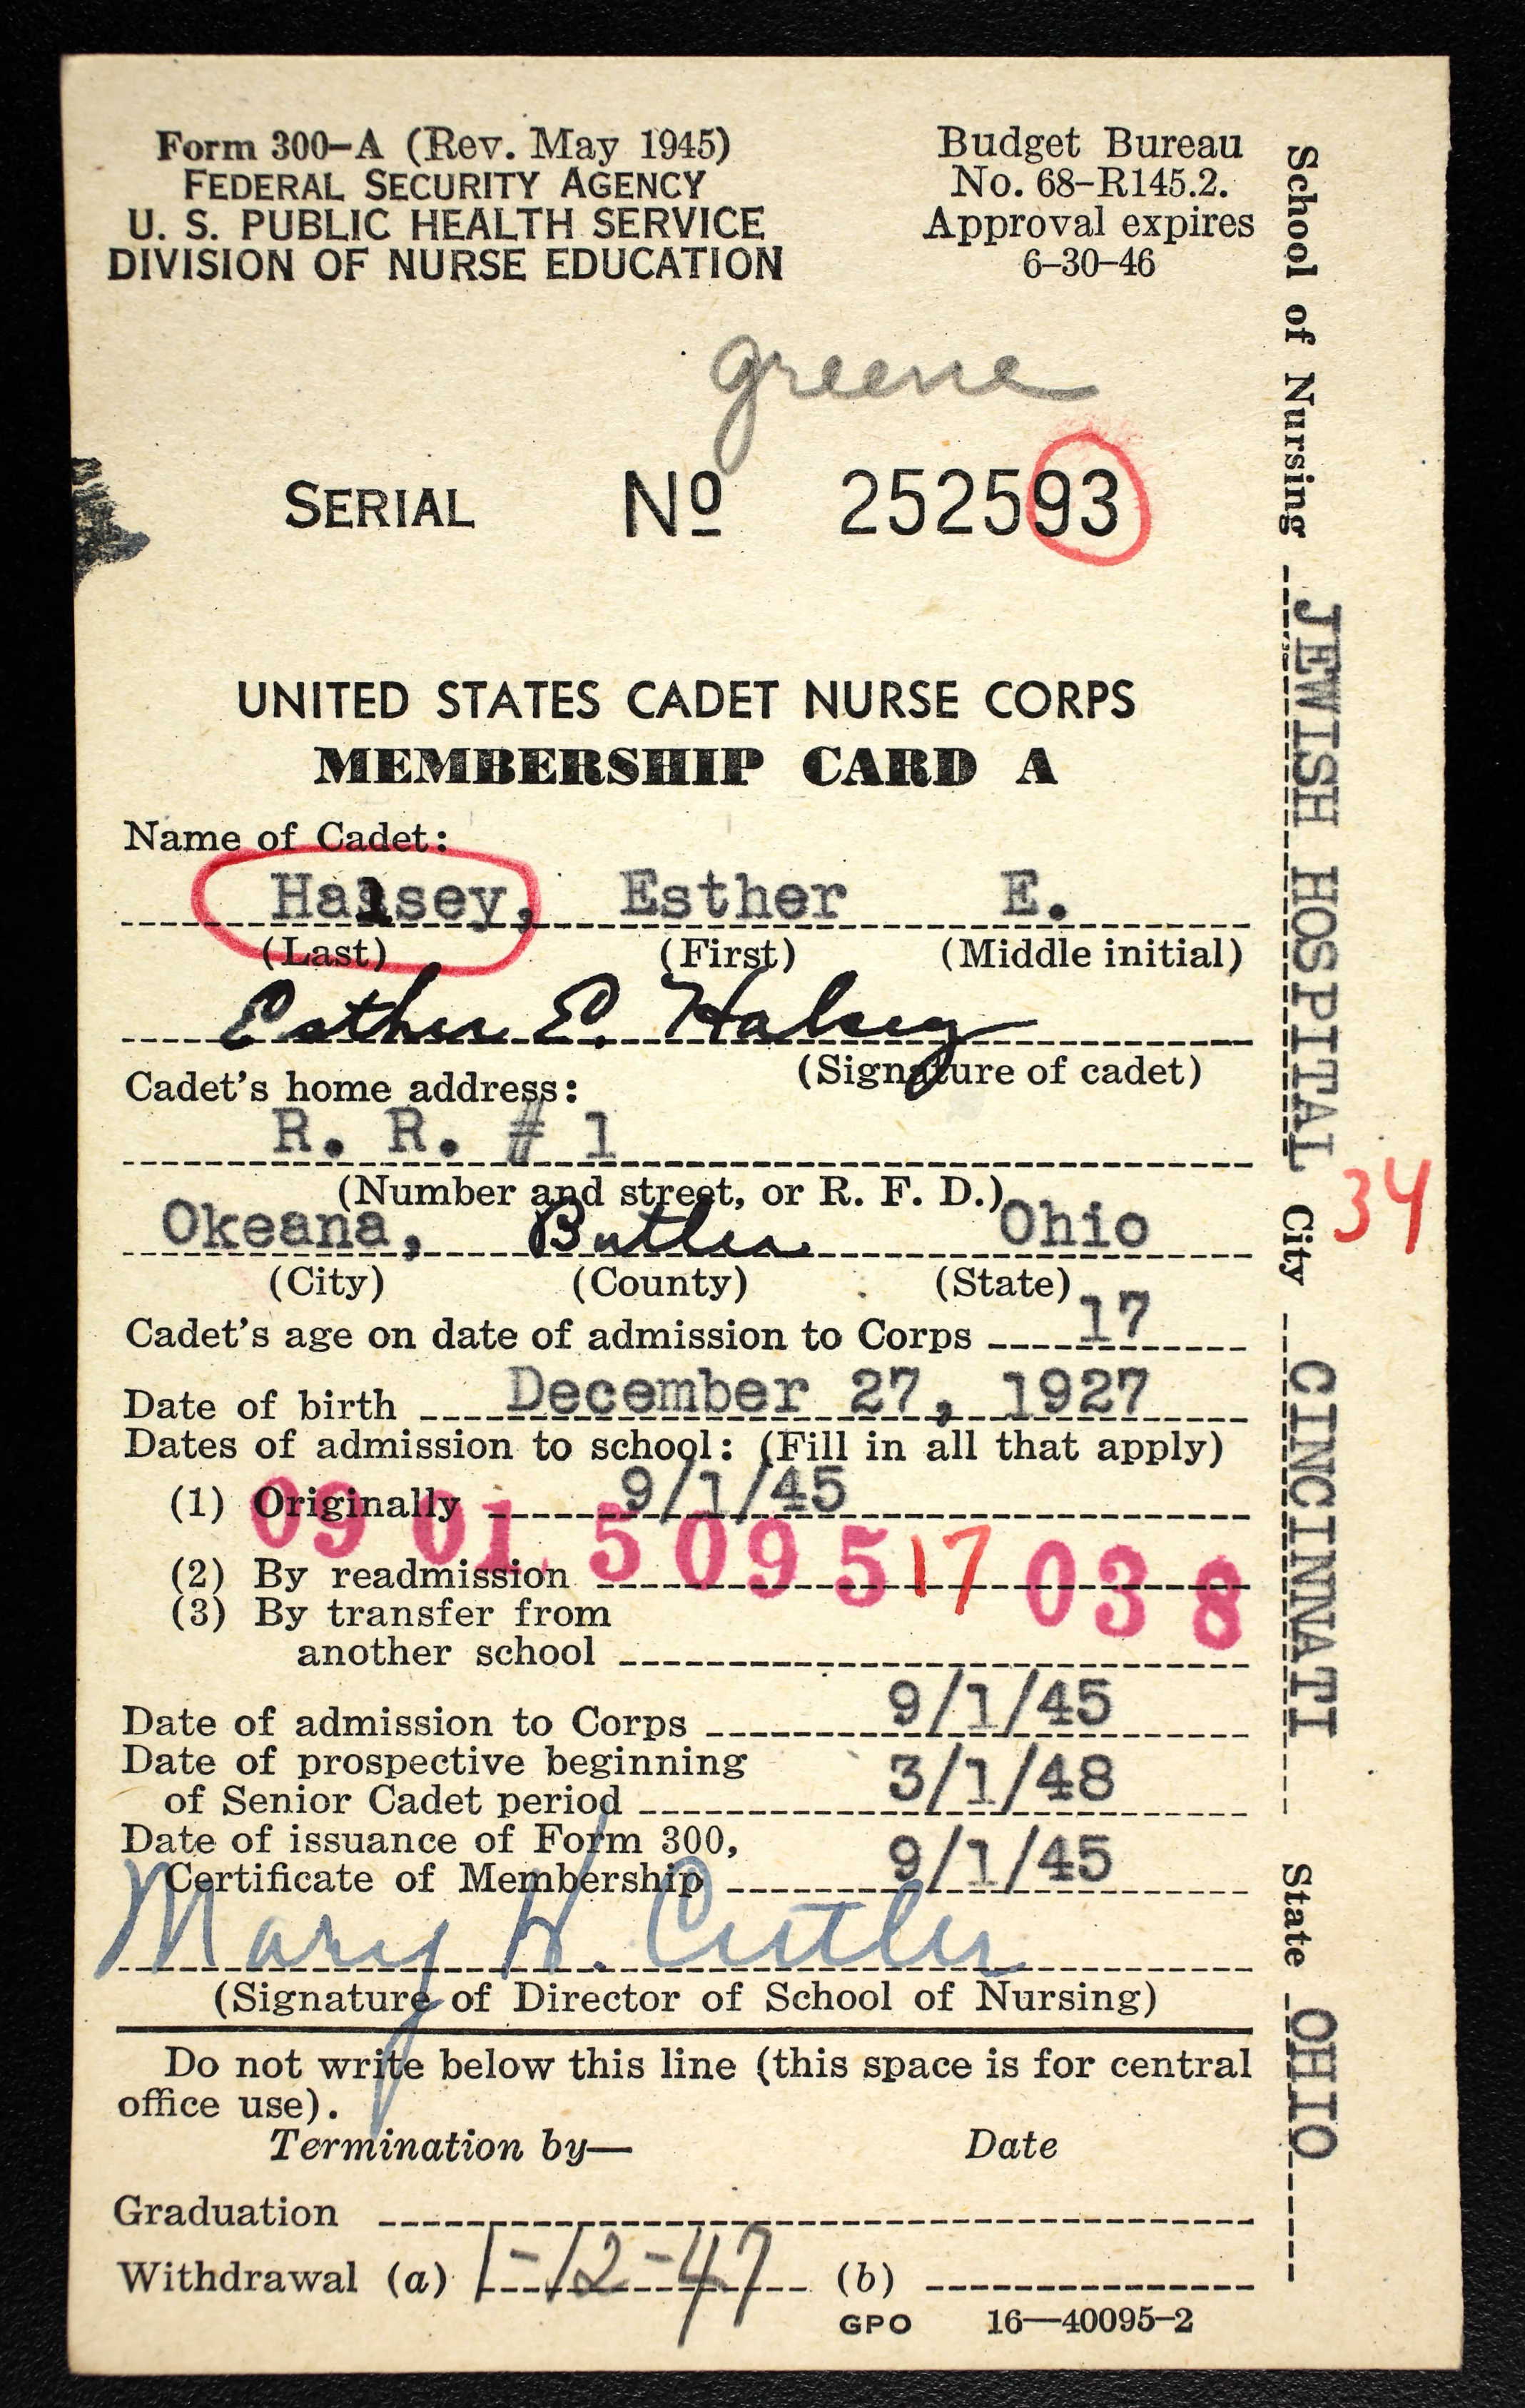 Form 300-A (Rev. May 1945)
FEDERAL SECURITY AGENCY
U. S. PUBLIC HEALTH SERVICE
DIVISION OF NURSE EDUCATION
Budget Bureau
No. 68-R145.2.
Approval expires
6-30-46
greene
SERIAL Nº 252593
UNITED STATES CADET NURSE CORPS
MEMBERSHIP CARD A
Name of Cadet:
Halsey, Esther E.
(Last) (First) (Middle initial)
Esther E. Halsey
(Signature of cadet)
Cadet's home address:
R. R. # 1
(Number and street, or R. F. D.)
Okeana, Butler Ohio
(City) (County) (State)
Cadet's age on date of admission to Corps 17
Date of birth December 27, 1927
Dates of admission to school: (Fill in all that apply)
(1) Originally 9/1/45
09 01 5 09 5 17 03 8
(2) By readmission
(3) By transfer from
another school
Date of admission to Corps 9/1/45
Date of prospective beginning
of Senior Cadet period 3/1/48
Date of issuance of Form 300,
Certificate of Membership 9/1/45
Mary H. Cutler
(Signature of Director of School of Nursing)
Do not write below this line (this space is for central
office use).
Termination by— Date
Graduation
Withdrawal (a) 1-12-47 (b)
GPO 16—40095-2
School of Nursing JEWISH HOSPITAL City CINCINNATI State OHIO
34